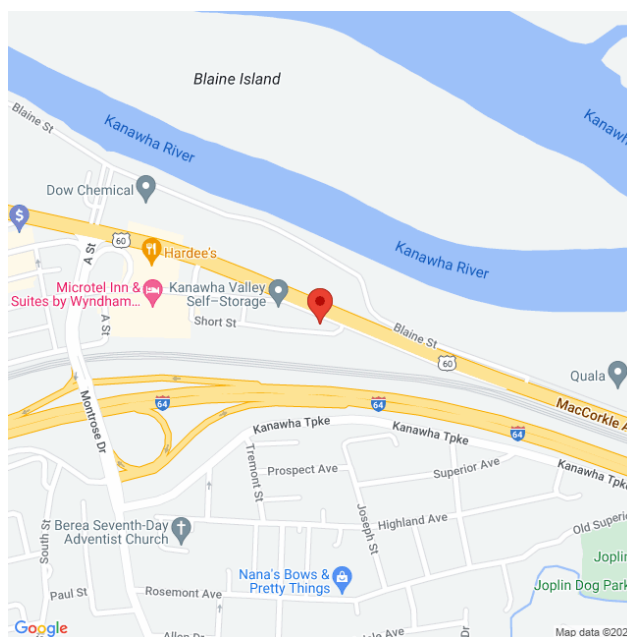 Blaine Island
Kanawha River
Kanawha River
Blaine St
Dow Chemical
$
A St
60
Hardee's
Kanawha River
Microtel Inn &
Suites by Wyndham...
Kanawha Valley
Self-Storage
A St
Short St
Blaine St
60
Quala
MacCorkle A
Montrose Dr
64
64
64
Kanawha Tpke
Kanawha Tpke
Kanawha Tpke
Tremont St
Prospect Ave
Superior Ave
Joseph St
Highland Ave
Old Superio
Berea Seventh-Day
Adventist Church
South St
Joplin
Joplin Dog Park
Nana's Bows &
Pretty Things
Paul St
Rosemont Ave
Allen Dr
Dr
Google
Map data ©202